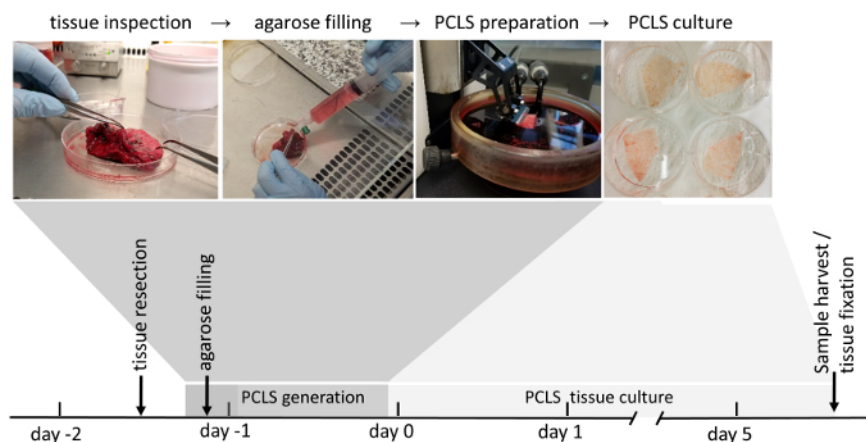 tissue inspection → agarose filling → PCLS preparation → PCLS culture
tissue resection
agarose filling
Sample harvest /
tissue fixation
PCLS generation
PCLS tissue culture
day -2
day -1
day 0
day 1
day 5